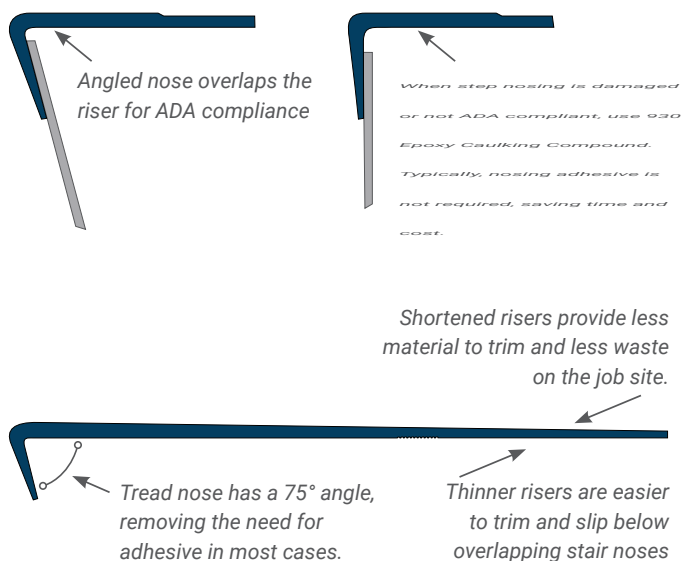 Angled nose overlaps the
riser for ADA compliance
When step nosing is damaged
or not ADA compliant, use 930
Epoxy Caulking Compound.
Typically, nosing adhesive is
not required, saving time and
cost.
Shortened risers provide less
material to trim and less waste
on the job site.
Tread nose has a 75° angle,
removing the need for
adhesive in most cases.
Thinner risers are easier
to trim and slip below
overlapping stair noses